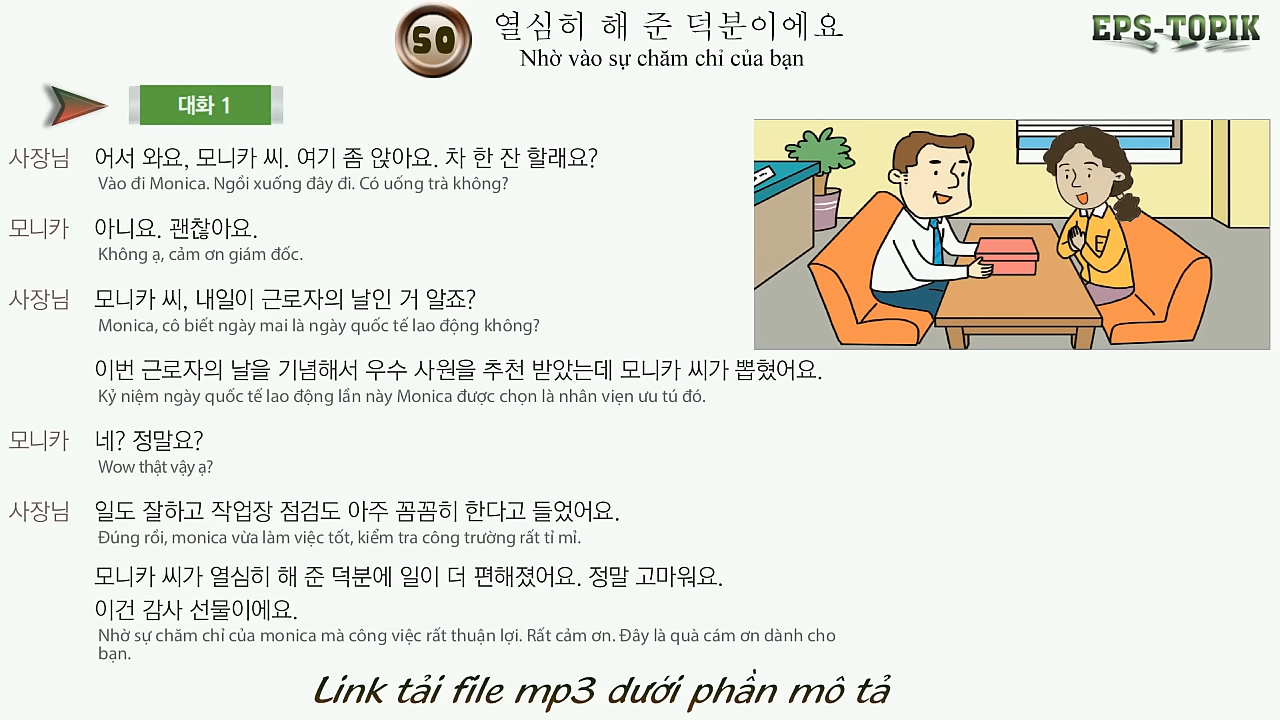 50
열심히 해 준 덕분이에요
Nhờ vào sự chăm chỉ của bạn
EPS-TOPIK
대화 1
사장님 어서 와요, 모니카 씨. 여기 좀 앉아요. 차 한 잔 할래요?
Vào đi Monica. Ngồi xuống đây đi. Có uống trà không?
모니카 아니요. 괜찮아요.
Không ạ, cảm ơn giám đốc.
사장님 모니카 씨, 내일이 근로자의 날인 거 알죠?
Monica, cô biết ngày mai là ngày quốc tế lao động không?
이번 근로자의 날을 기념해서 우수 사원을 추천 받았는데 모니카 씨가 뽑혔어요.
Kỷ niệm ngày quốc tế lao động lần này Monica được chọn là nhân viẹn ưu tú đó.
모니카 네? 정말요?
Wow thật vậy ạ?
사장님 일도 잘하고 작업장 점검도 아주 꼼꼼히 한다고 들었어요.
Đúng rồi, monica vừa làm việc tốt, kiểm tra công trường rất tỉ mỉ.
모니카 씨가 열심히 해 준 덕분에 일이 더 편해졌어요. 정말 고마워요.
이건 감사 선물이에요.
Nhờ sự chăm chỉ của monica mà công việc rất thuận lợi. Rất cảm ơn. Đây là quà cám ơn dành cho
bạn.
Link tải file mp3 dưới phần mô tả